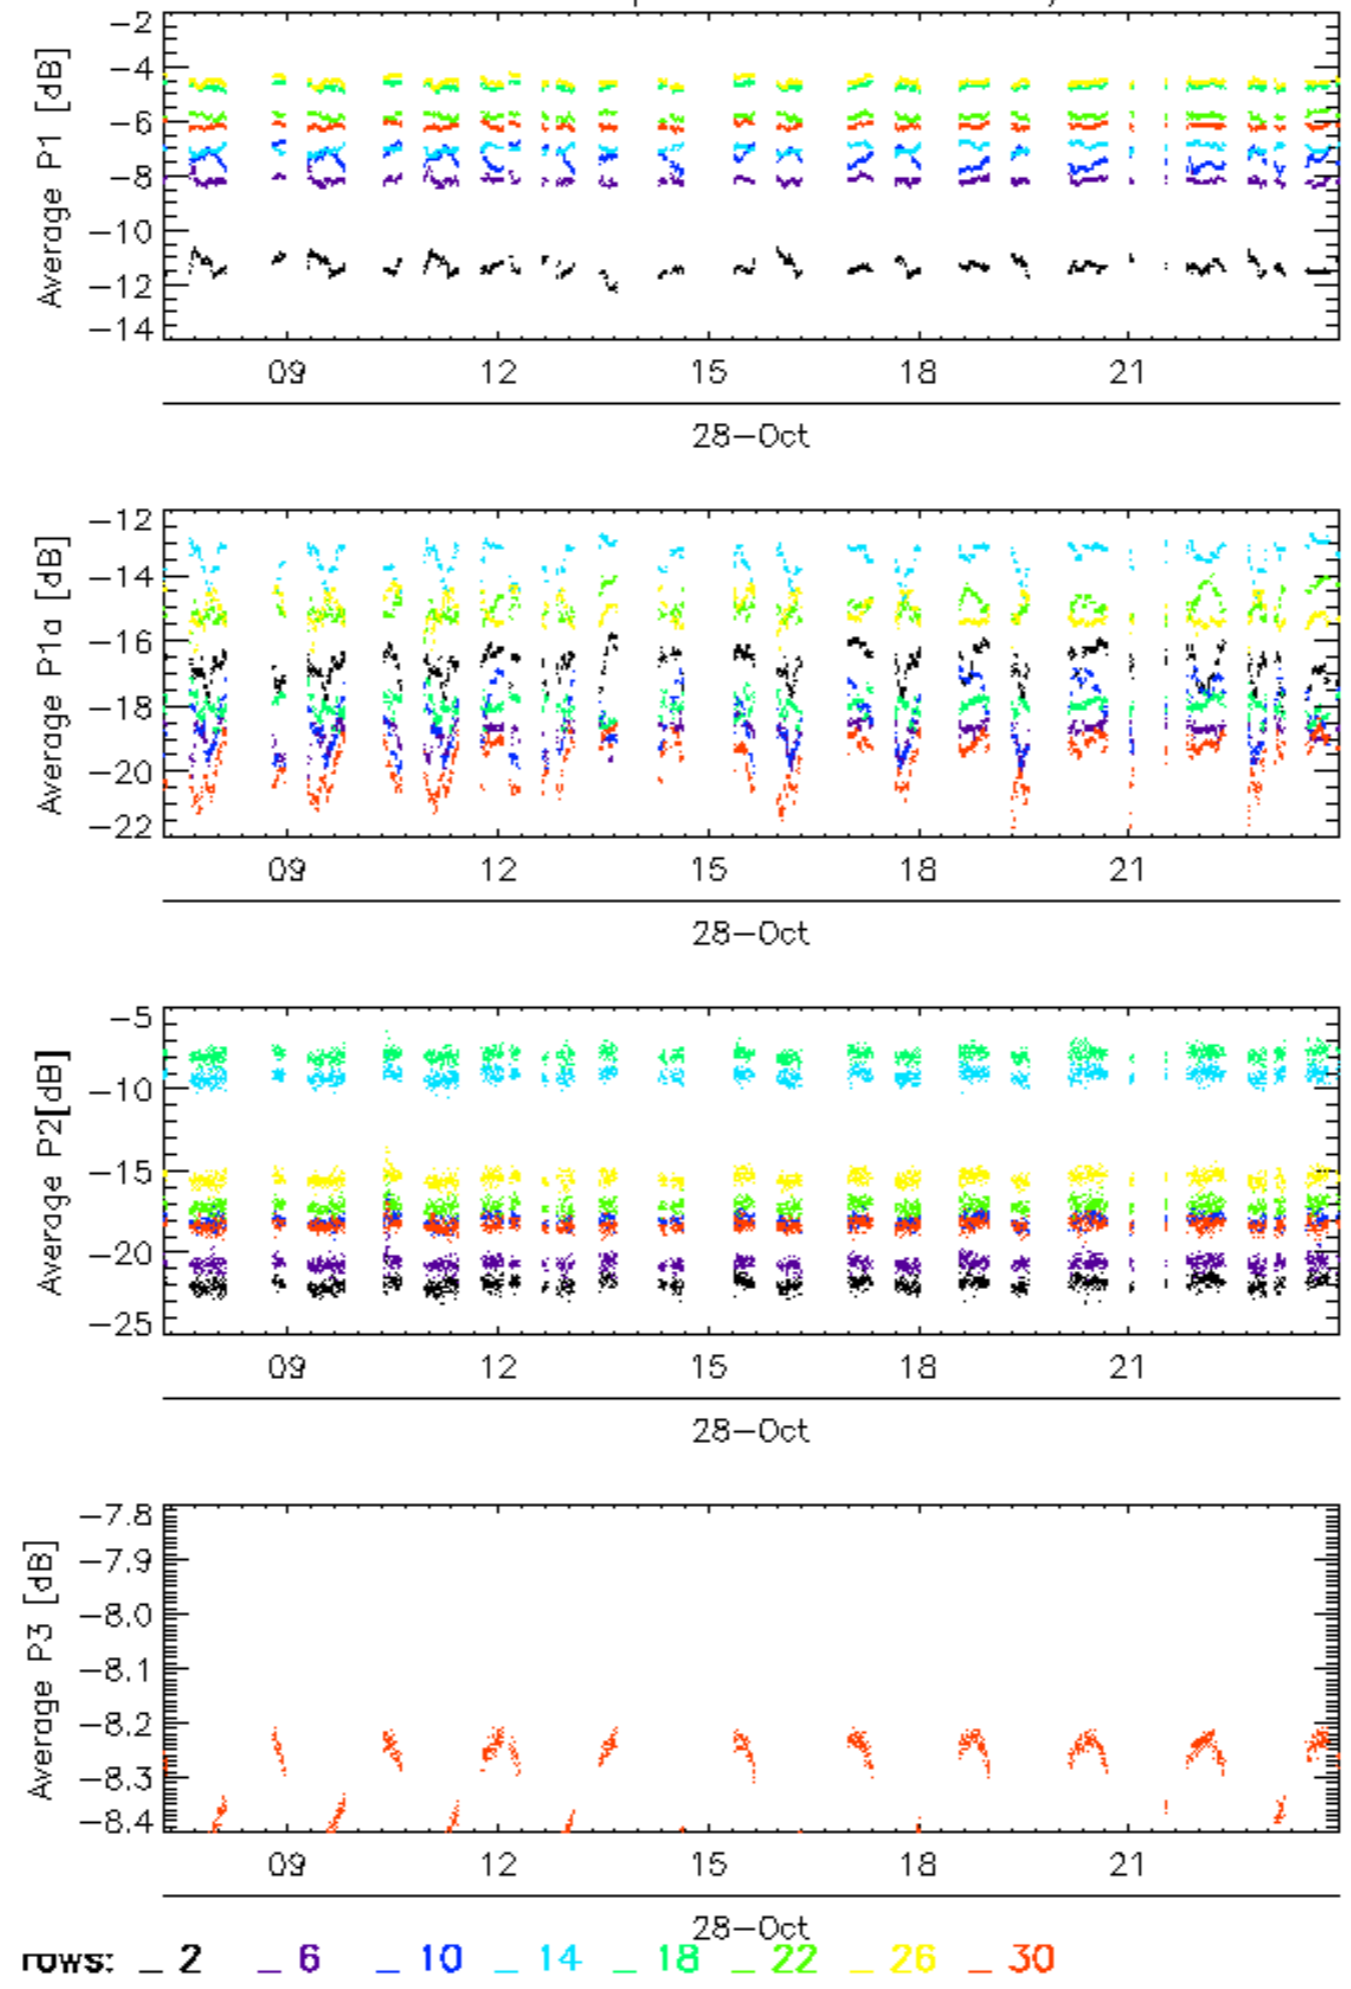 Average P1 [dB]
−2
−4
−6
−8
−10
−12
−14
09 12 15 18 21
28−Oct
Average P1a [dB]
−12
−14
−16
−18
−20
−22
09 12 15 18 21
28−Oct
Average P2[dB]
−5
−10
−15
−20
−25
09 12 15 18 21
28−Oct
Average P3 [dB]
−7.8
−7.9
−8.0
−8.1
−8.2
−8.3
−8.4
09 12 15 18 21
28−Oct
rows: _ 2 _ 6 _ 10 _ 14 _ 18 _ 22 _ 26 _ 30